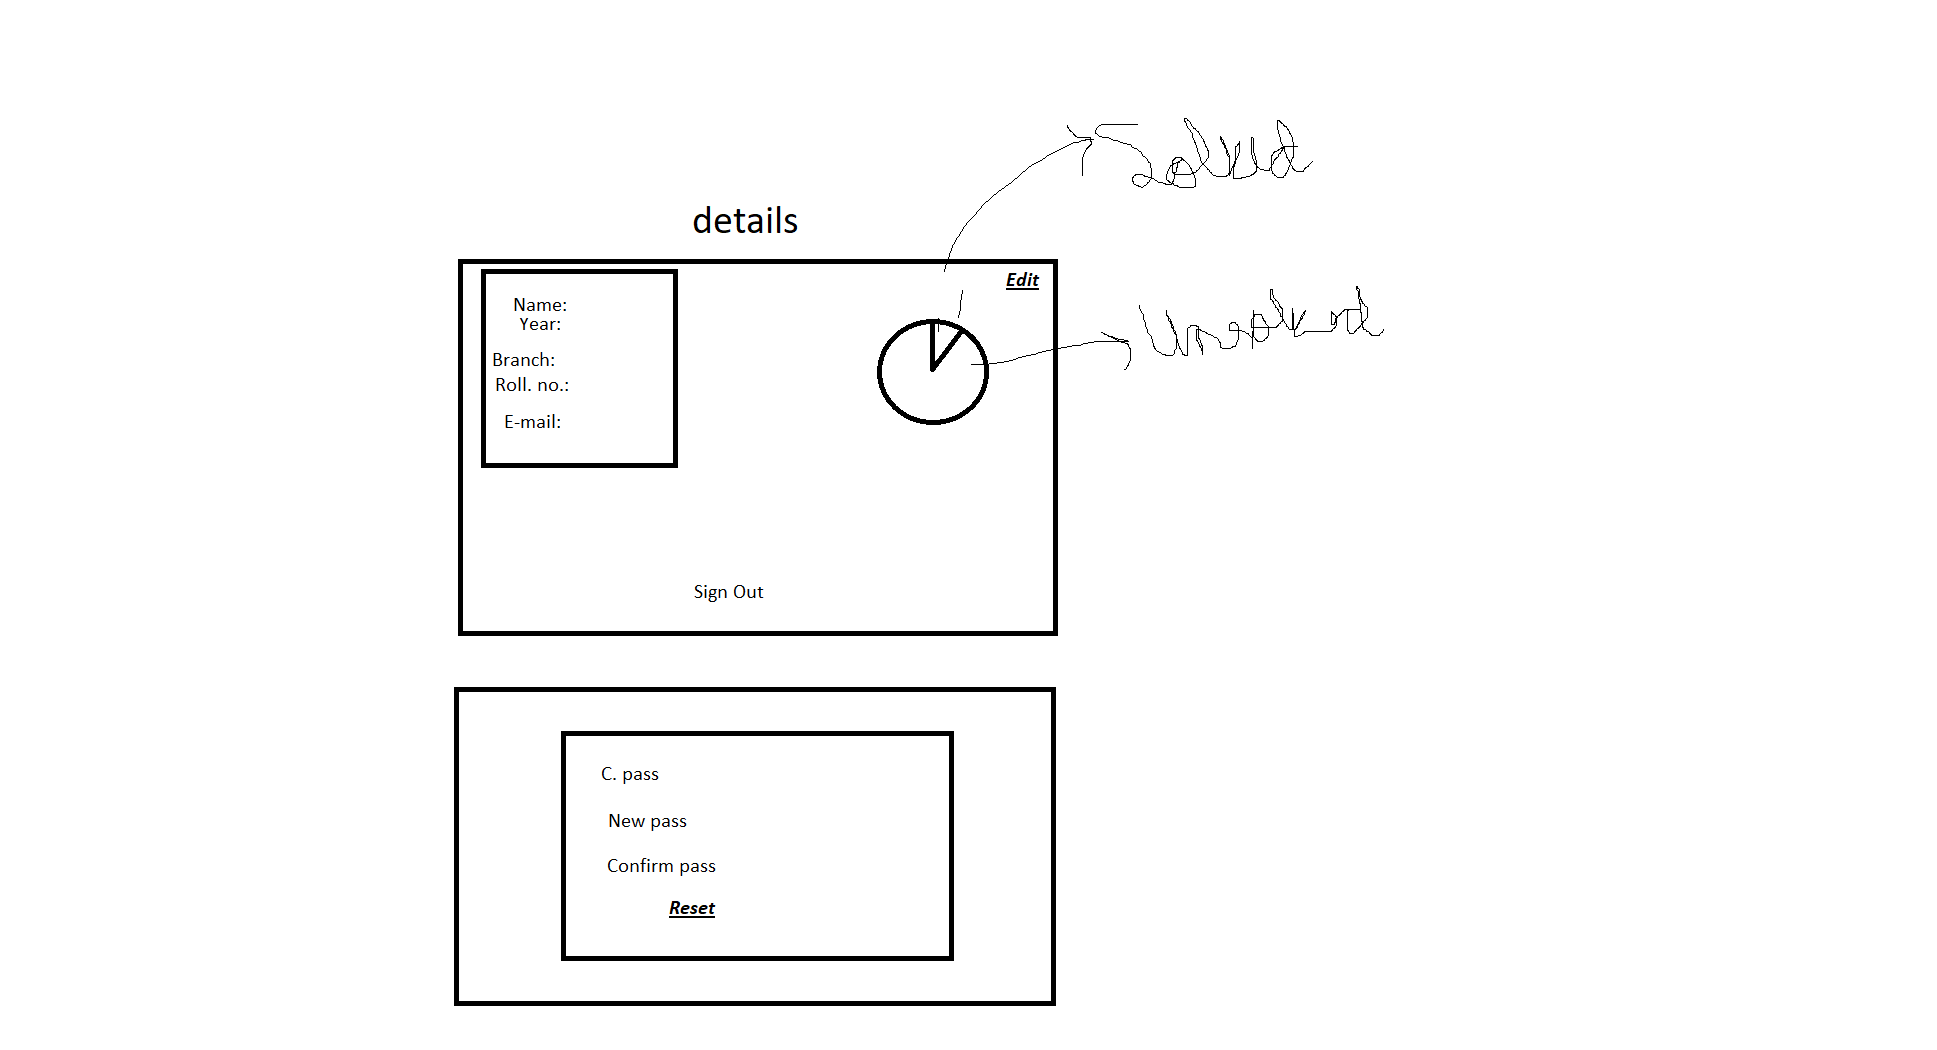 Solved
details
Edit
Name:
Year:
Unsolved
Branch:
Roll. no.:
E-mail:
Sign Out
C. pass
New pass
Confirm pass
Reset